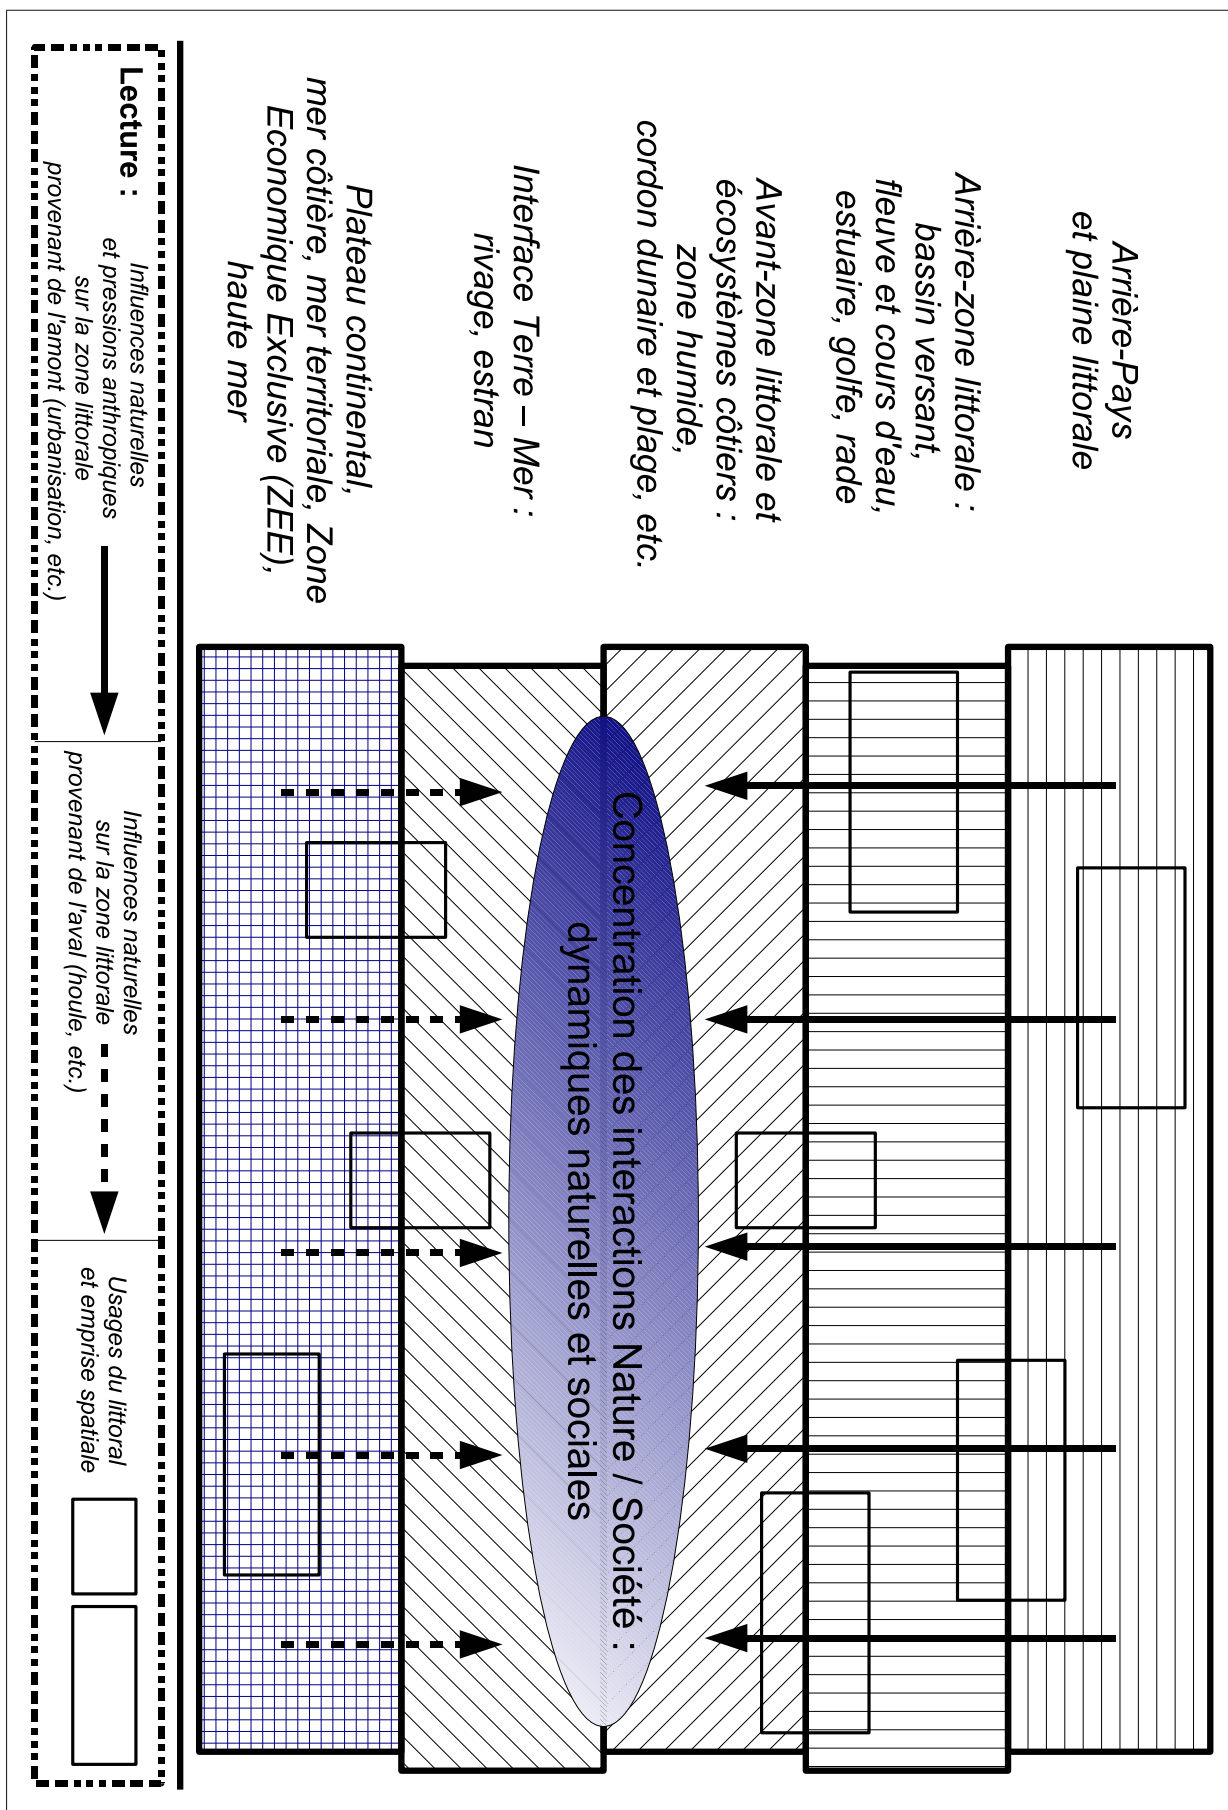 Arrière-Pays
et plaine littorale
Arrière-zone littorale :
bassin versant,
fleuve et cours d'eau,
estuaire, golfe, rade
Avant-zone littorale et
écosystèmes côtiers :
zone humide,
cordon dunaire et plage, etc.
Interface Terre – Mer :
rivage, estran
Plateau continental,
mer côtière, mer territoriale, Zone
Economique Exclusive (ZEE),
haute mer
Concentration des interactions Nature / Société :
dynamiques naturelles et sociales
Lecture :
Influences naturelles
et pressions anthropiques
sur la zone littorale
provenant de l'amont (urbanisation, etc.)
Influences naturelles
sur la zone littorale
provenant de l'aval (houle, etc.)
Usages du littoral
et emprise spatiale